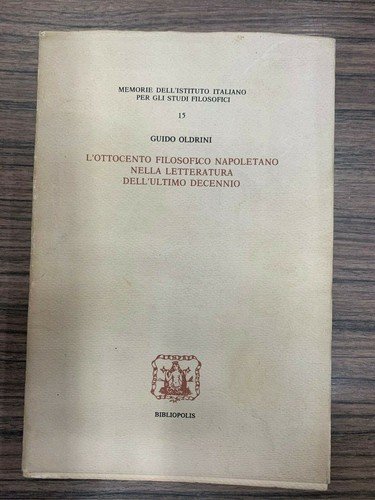 MEMORIE DELL'ISTITUTO ITALIANO
PER GLI STUDI FILOSOFICI
15
GUIDO OLDRINI
L'OTTOCENTO FILOSOFICO NAPOLETANO
NELLA LETTERATURA
DELL'ULTIMO DECENNIO
BIBLIOPOLIS